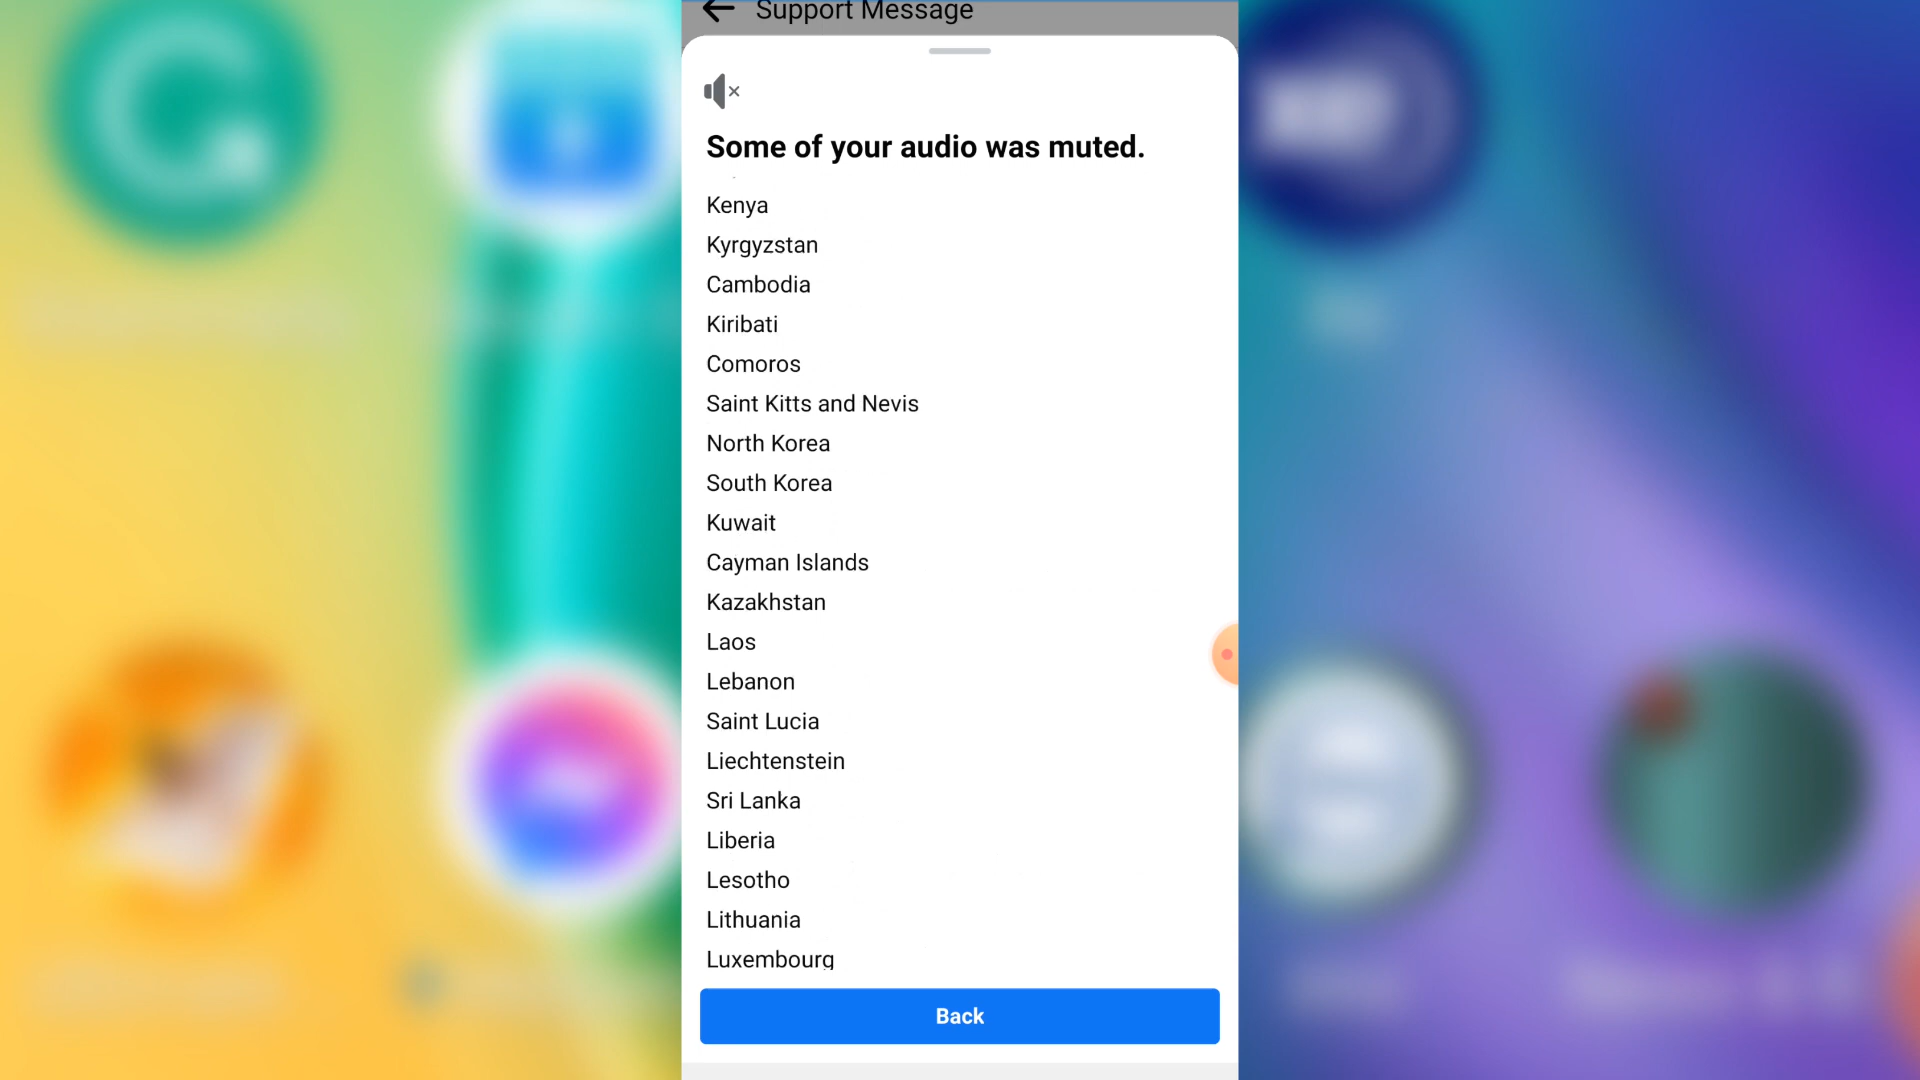 Support Message
Some of your audio was muted.
Kenya
Kyrgyzstan
Cambodia
Kiribati
Comoros
Saint Kitts and Nevis
North Korea
South Korea
Kuwait
Cayman Islands
Kazakhstan
Laos
Lebanon
Saint Lucia
Liechtenstein
Sri Lanka
Liberia
Lesotho
Lithuania
Luxembourg
Back